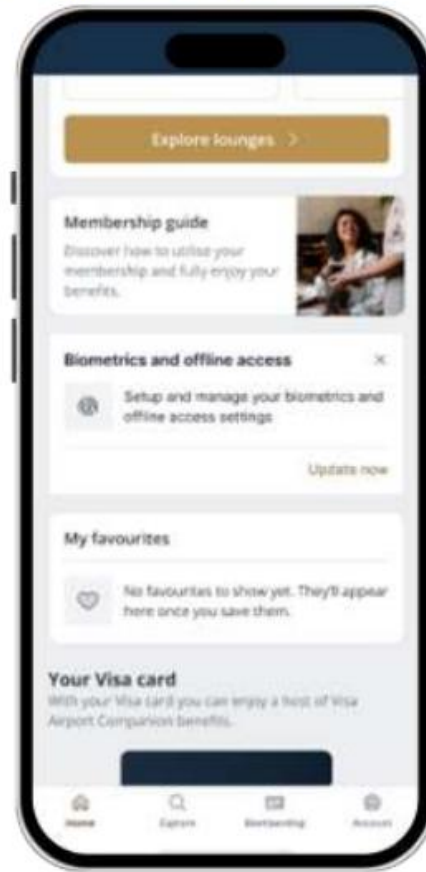 Explore lounges
Membership guide
Discover how to utilise your
membership and fully enjoy your
benefits.
Biometrics and offline access
Setup and manage your biometrics and
offline access settings
Update now
My favourites
No favourites to show yet. They'll appear
here once you save them.
Your Visa card
With your Visa card you can enjoy a host of Visa
Airport Companion benefits.
Home
Explore
Membership
Account